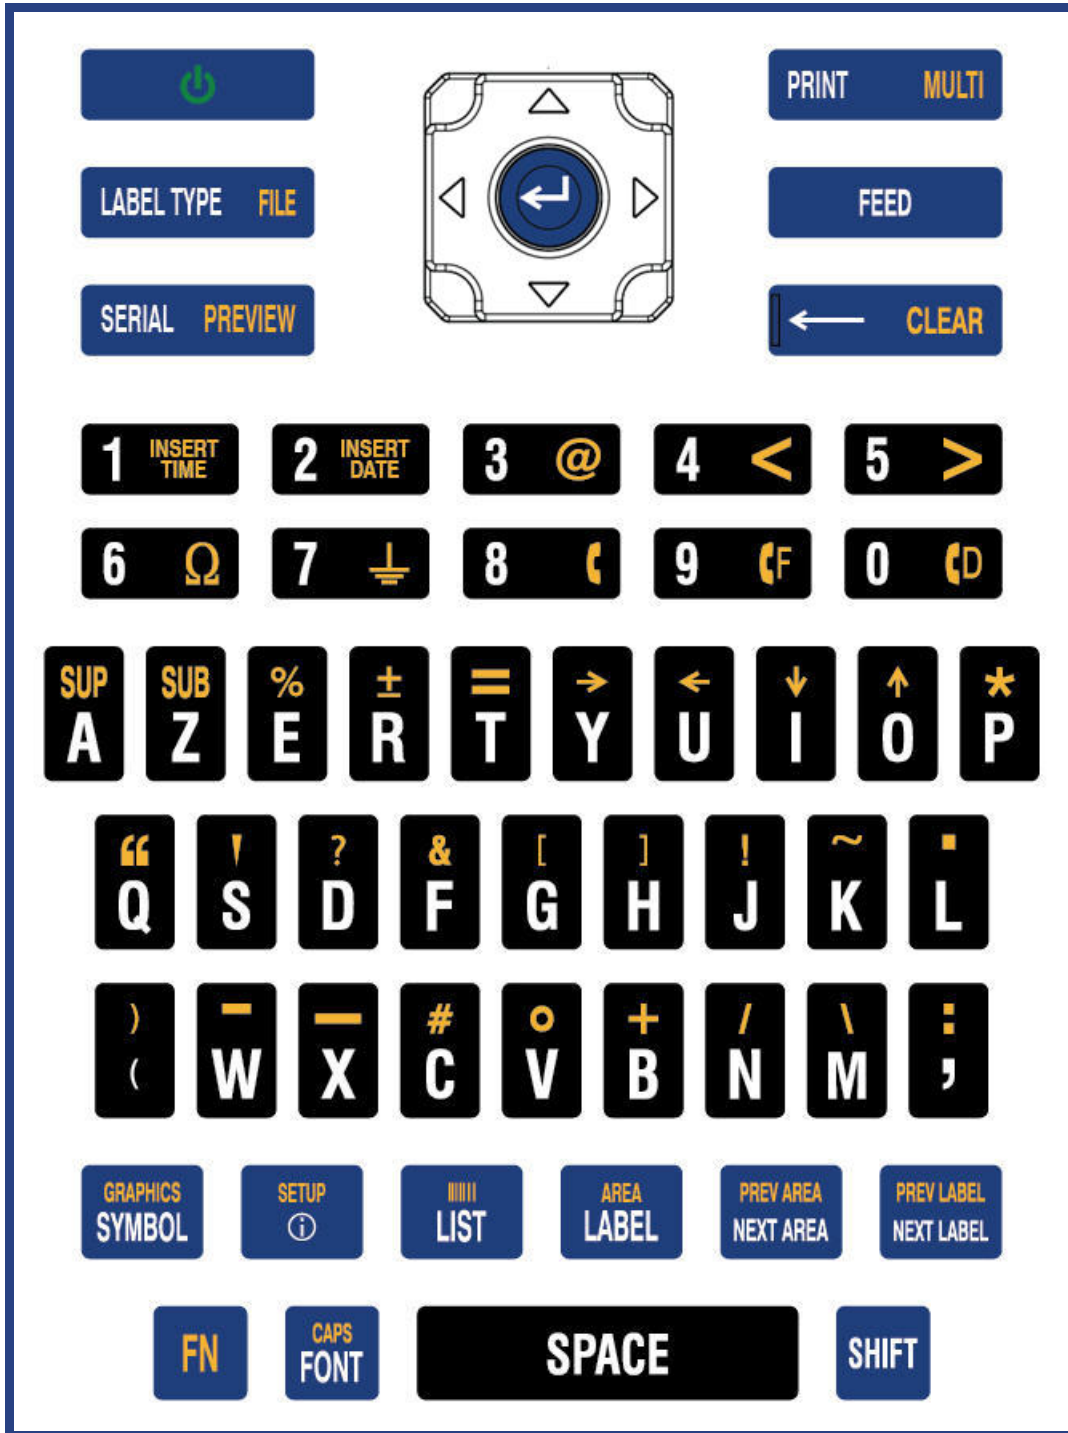 PRINT MULTI
LABEL TYPE FILE
FEED
SERIAL PREVIEW
← CLEAR
1 INSERT TIME 2 INSERT DATE 3 @ 4 < 5 >
6 Ω 7 ⏚ 8 9 F 0 D
SUP SUB % ± = → ← ↓ ↑ *
A Z E R T Y U I O P
“ ' ? & [ ] ! ~ .
Q S D F G H J K L
) - — # ° + / \ :
( W X C V B N M ,
GRAPHICS SETUP AREA PREV AREA PREV LABEL
SYMBOL ⓘ LIST LABEL NEXT AREA NEXT LABEL
CAPS
FN FONT SPACE SHIFT